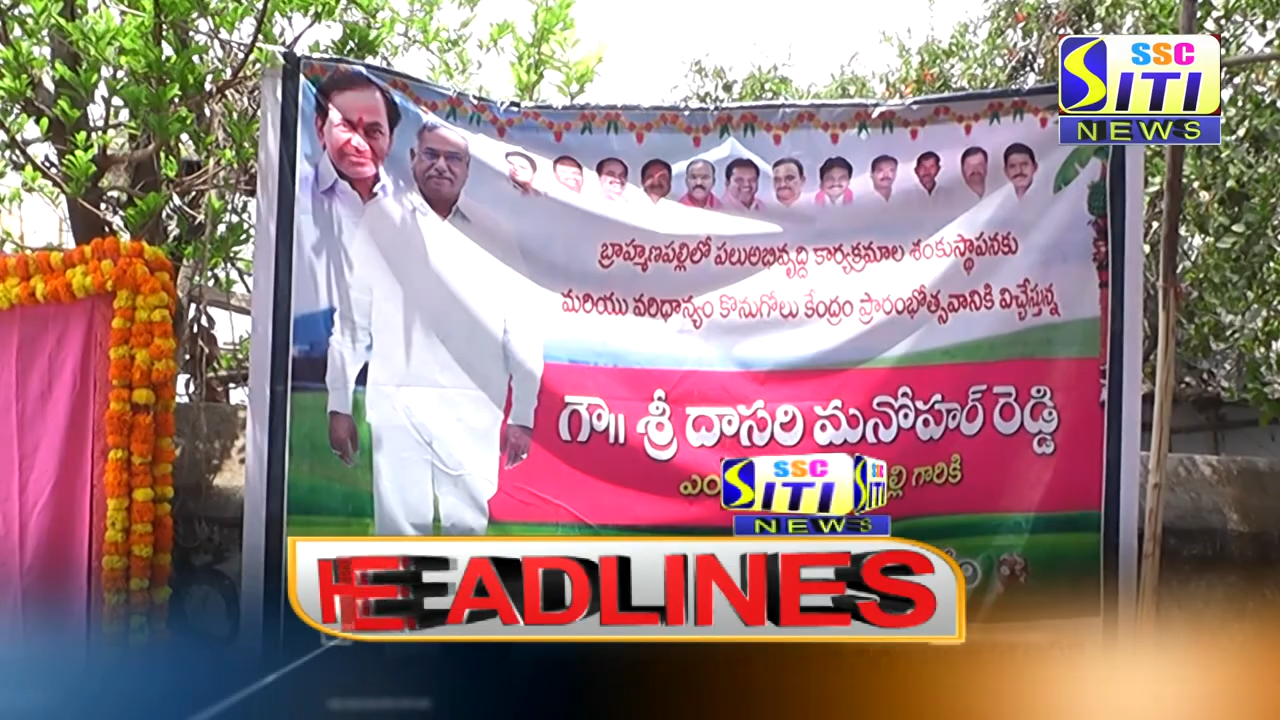 SSC
SITI
NEWS
బ్రాహ్మణపల్లిలో పలుఅభివృద్ది కార్యక్రమాల శంకుస్థాపనకు
మరియు వరిధాన్యం కొనుగోలు కేంద్రం ప్రారంభోత్సవానికి విచ్చేస్తున్న
గౌ॥ శ్రీ దాసరి మనోహర్ రెడ్డి
గారికి
SSC
SITI
NEWS
HEADLINES